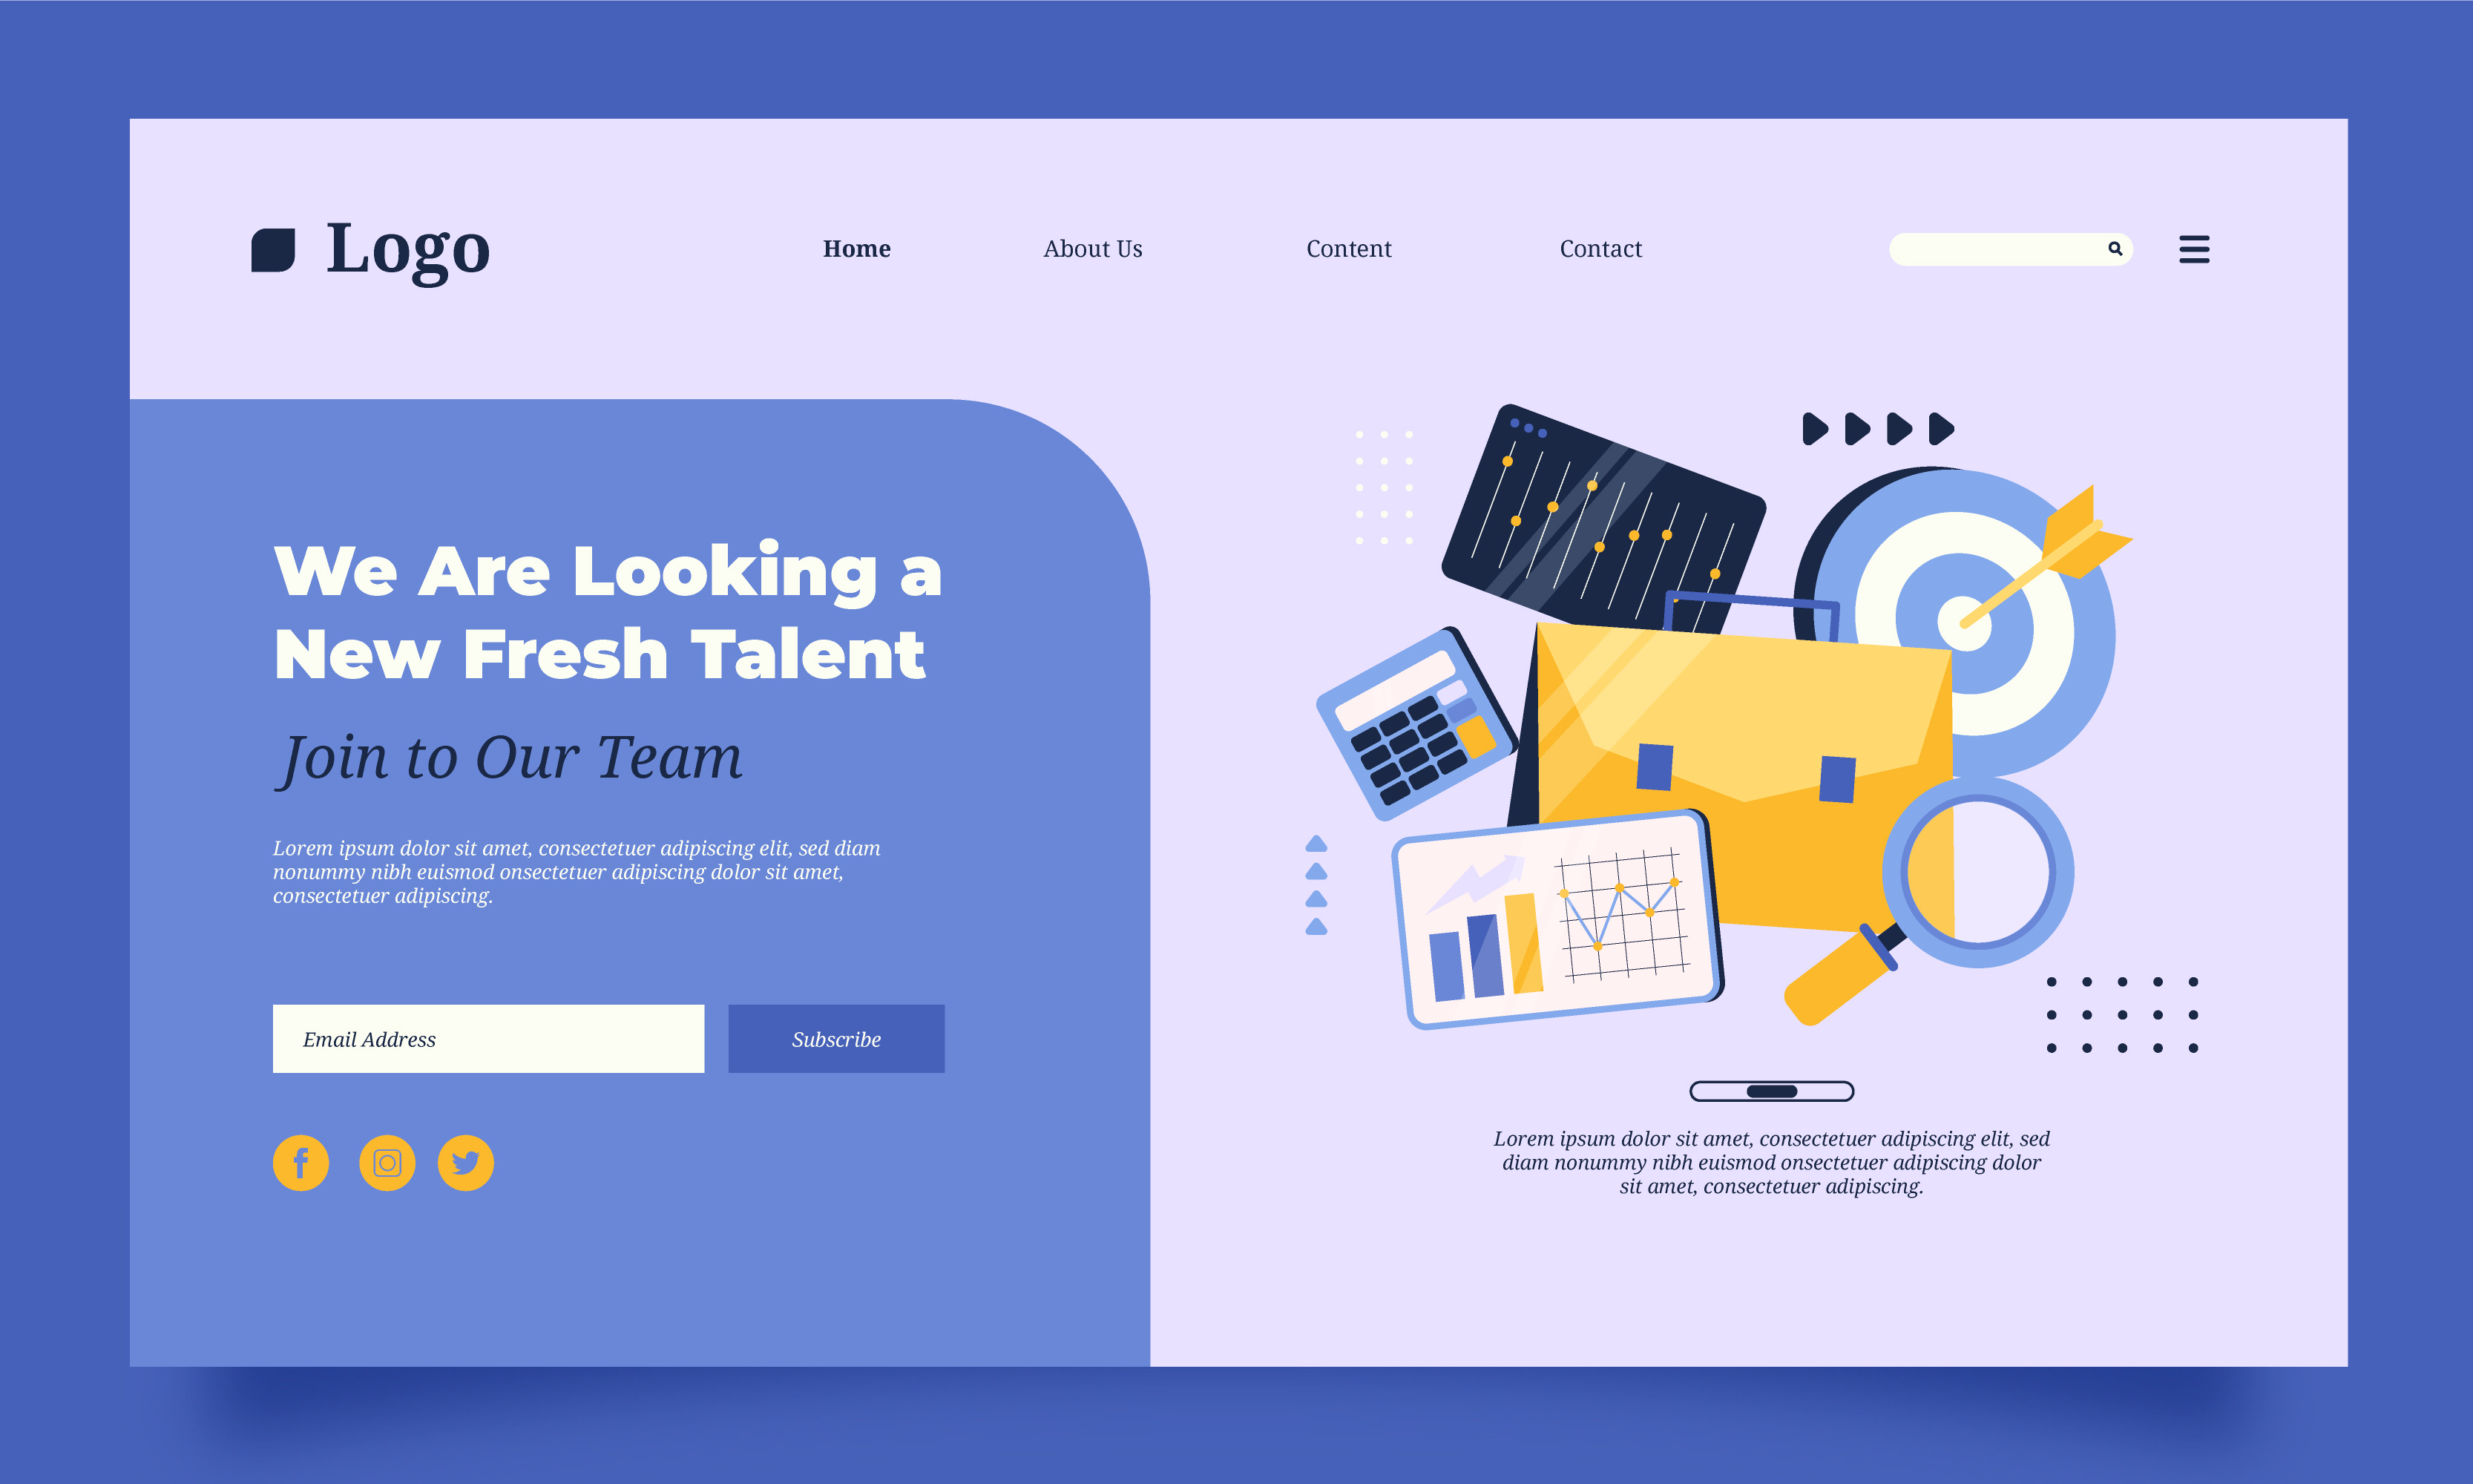 Logo
Home
About Us
Content
Contact
We Are Looking a
New Fresh Talent
Join to Our Team
Lorem ipsum dolor sit amet, consectetuer adipiscing elit, sed diam
nonummy nibh euismod onsectetuer adipiscing dolor sit amet,
consectetuer adipiscing.
Email Address
Subscribe
Lorem ipsum dolor sit amet, consectetuer adipiscing elit, sed
diam nonummy nibh euismod onsectetuer adipiscing dolor
sit amet, consectetuer adipiscing.